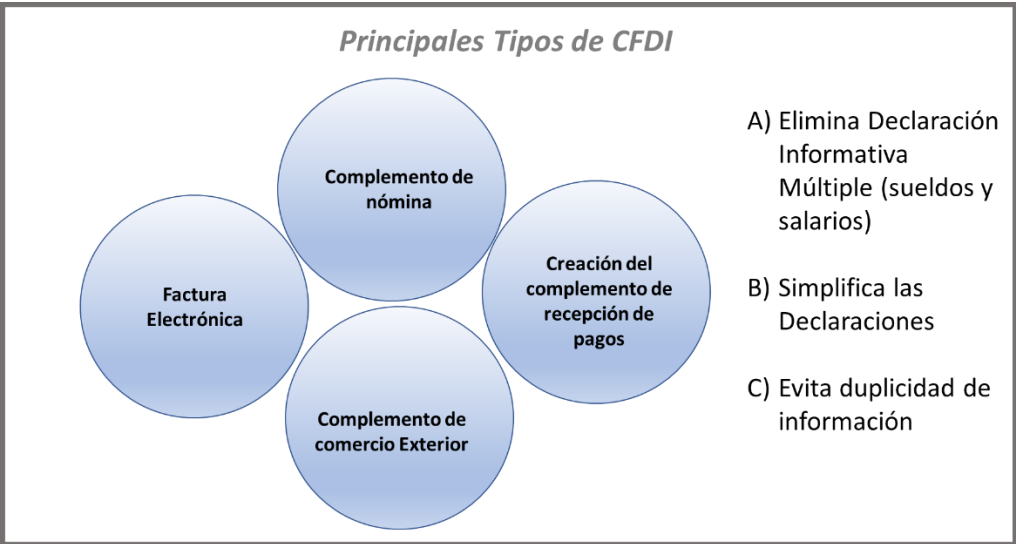 Principales Tipos de CFDI
Complemento de
nómina
Factura
Electrónica
Creación del
complemento de
recepción de
pagos
Complemento de
comercio Exterior
A) Elimina Declaración
Informativa
Múltiple (sueldos y
salarios)
B) Simplifica las
Declaraciones
C) Evita duplicidad de
información